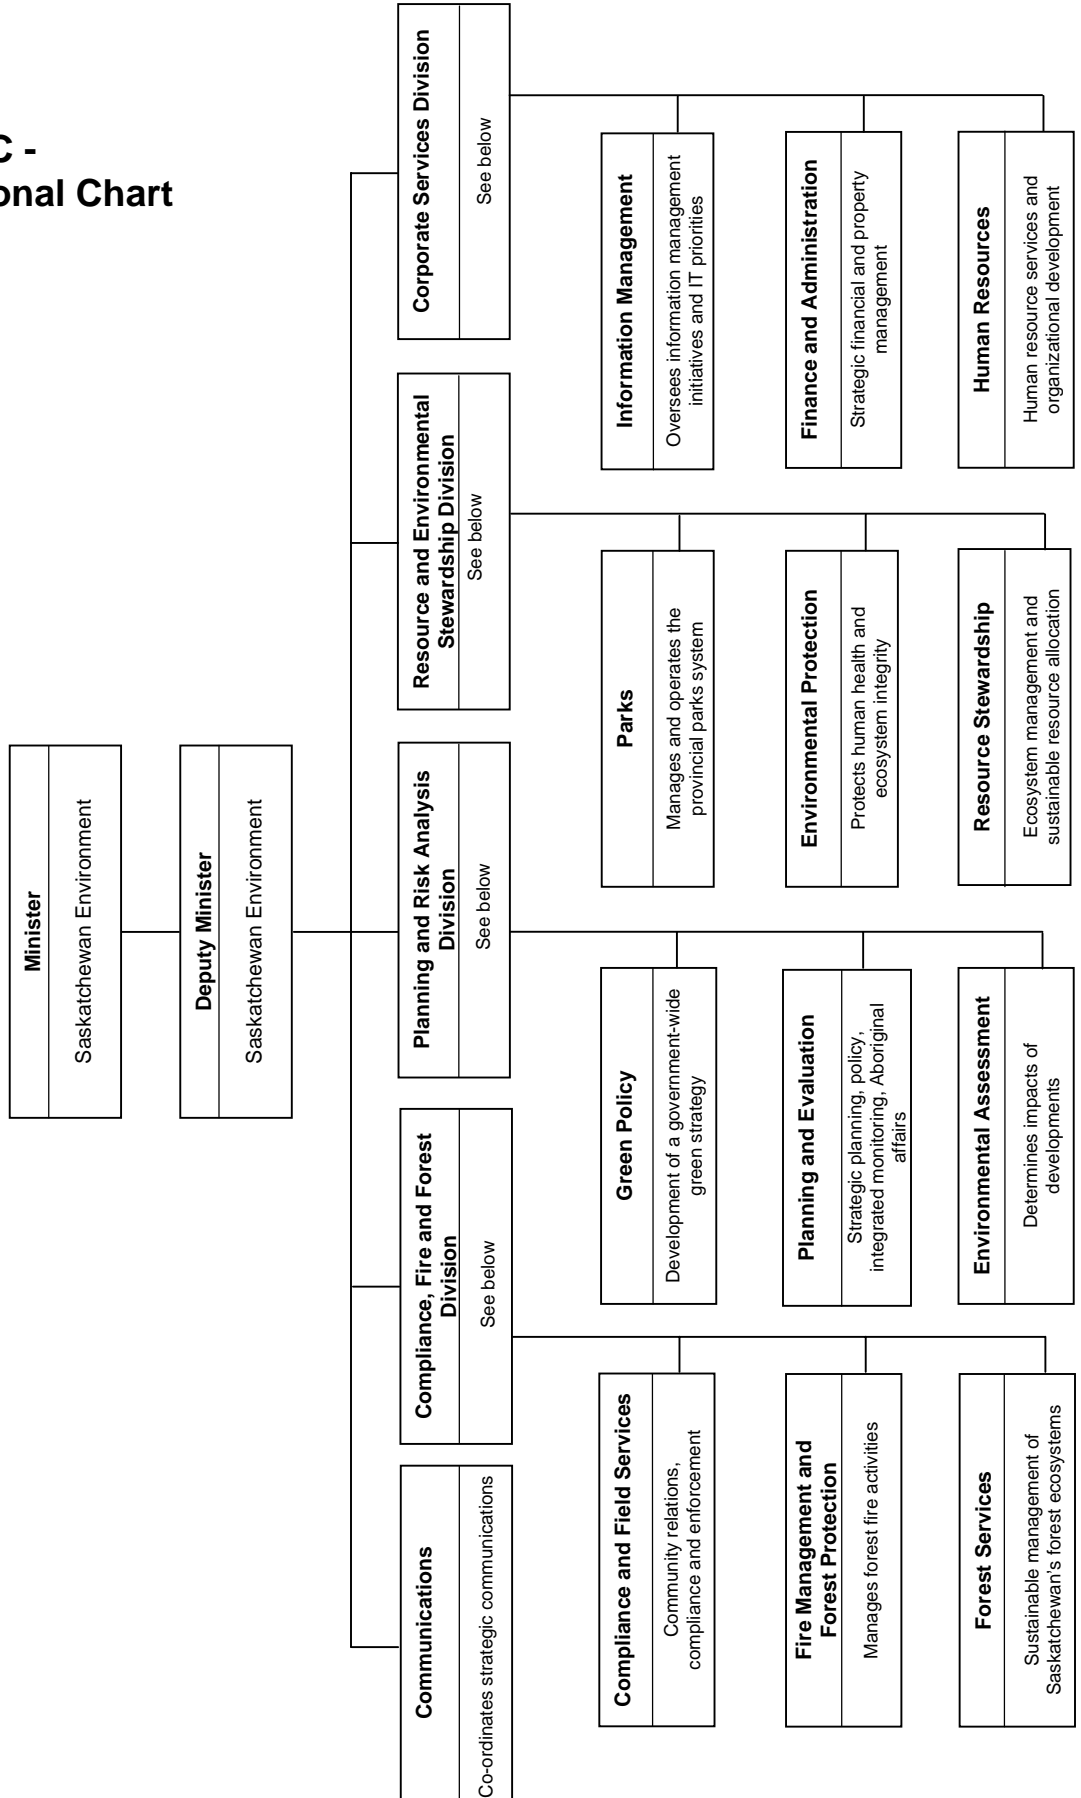 C -
onal Chart
Minister
Saskatchewan Environment
Deputy Minister
Saskatchewan Environment
Communications
Co-ordinates strategic communications
Compliance, Fire and Forest
Division
See below
Planning and Risk Analysis
Division
See below
Resource and Environmental
Stewardship Division
See below
Corporate Services Division
See below
Compliance and Field Services
Community relations,
compliance and enforcement
Fire Management and
Forest Protection
Manages forest fire activities
Forest Services
Sustainable management of
Saskatchewan's forest ecosystems
Green Policy
Development of a government-wide
green strategy
Planning and Evaluation
Strategic planning, policy,
integrated monitoring, Aboriginal
affairs
Environmental Assessment
Determines impacts of
developments
Parks
Manages and operates the
provincial parks system
Environmental Protection
Protects human health and
ecosystem integrity
Resource Stewardship
Ecosystem management and
sustainable resource allocation
Information Management
Oversees information management
initiatives and IT priorities
Finance and Administration
Strategic financial and property
management
Human Resources
Human resource services and
organizational development